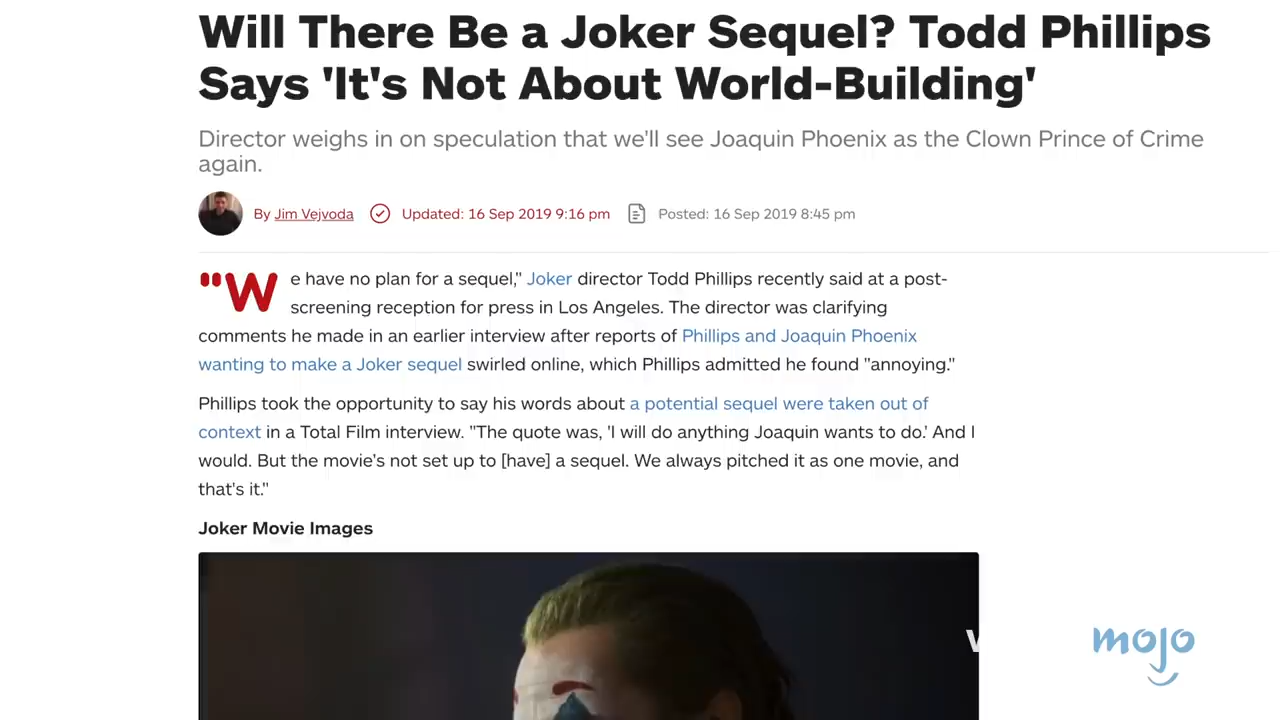 Will There Be a Joker Sequel? Todd Phillips
Says 'It's Not About World-Building'
Director weighs in on speculation that we'll see Joaquin Phoenix as the Clown Prince of Crime
again.
By Jim Vejvoda Updated: 16 Sep 2019 9:16 pm Posted: 16 Sep 2019 8:45 pm
"We have no plan for a sequel," Joker director Todd Phillips recently said at a post-
screening reception for press in Los Angeles. The director was clarifying
comments he made in an earlier interview after reports of Phillips and Joaquin Phoenix
wanting to make a Joker sequel swirled online, which Phillips admitted he found "annoying."
Phillips took the opportunity to say his words about a potential sequel were taken out of
context in a Total Film interview. "The quote was, 'I will do anything Joaquin wants to do.' And I
would. But the movie's not set up to [have] a sequel. We always pitched it as one movie, and
that's it."
Joker Movie Images
mojo